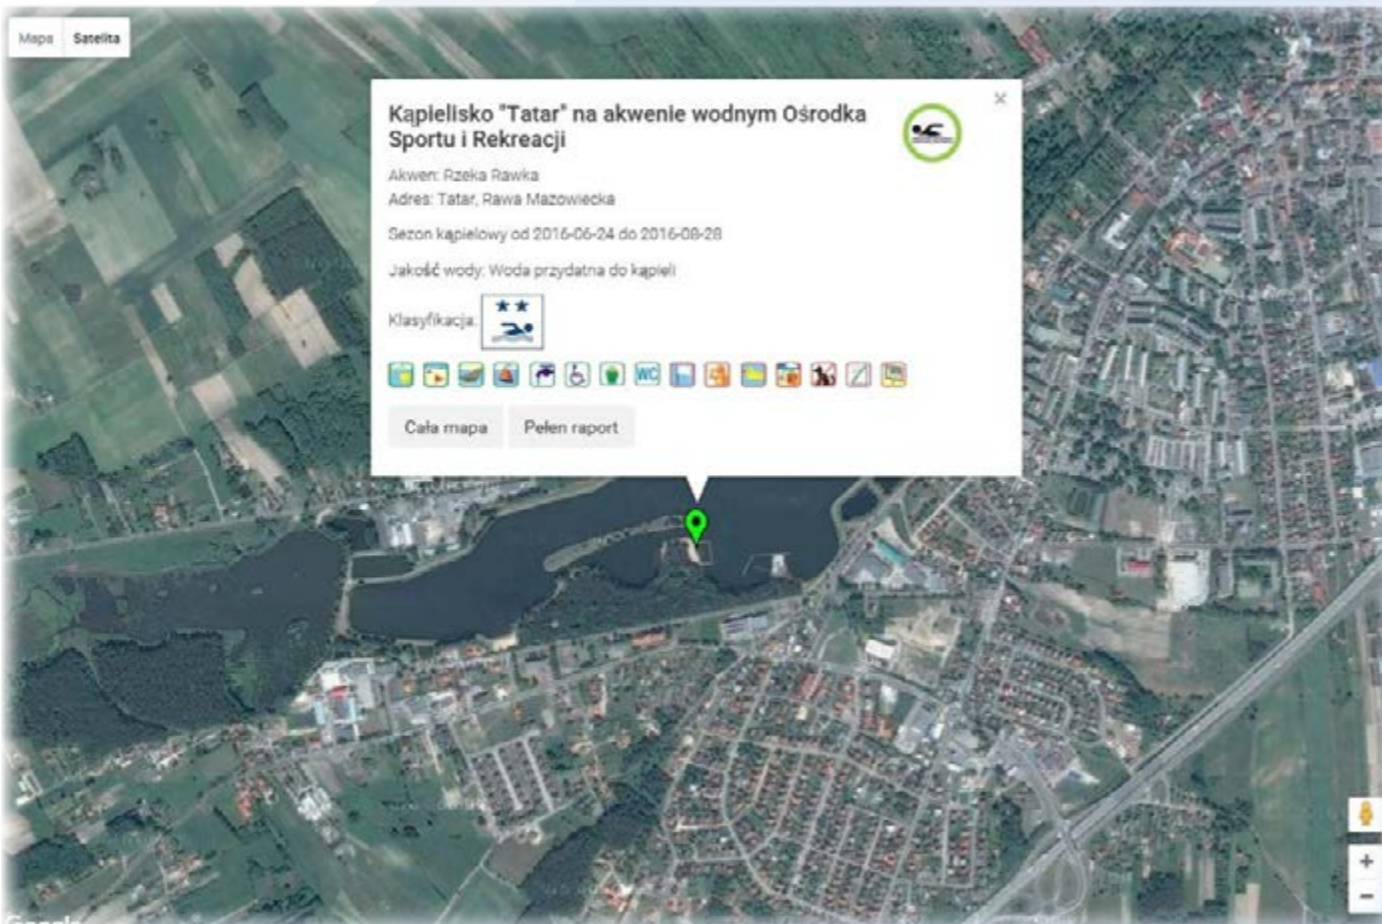 Mapa Satelita
Kąpielisko "Tatar" na akwenie wodnym Ośrodka
Sportu i Rekreacji
Akwen: Rzeka Rawka
Adres: Tatar, Rawa Mazowiecka
Sezon kąpielowy od 2016-06-24 do 2016-08-28
Jakość wody: Woda przydatna do kąpieli
Klasyfikacja:
WC
Cała mapa Pełen raport
Google